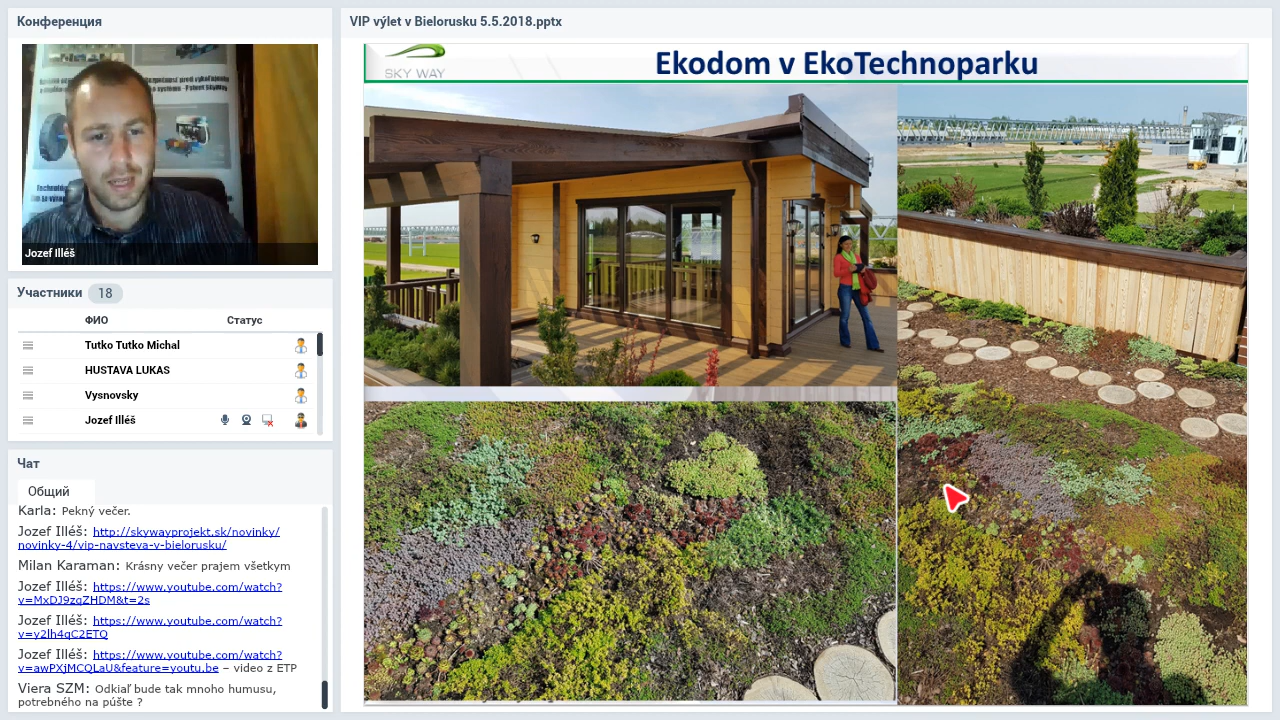 Конференция
Jozef Illéš
Участники 18
ФИО Статус
Tutko Tutko Michal
HUSTAVA LUKAS
Vysnovsky
Jozef Illéš
Чат
Общий
Karla: Pekný večer.
Jozef Illéš: http://skywayprojekt.sk/novinky/
novinky-4/vip-navsteva-v-bielorusku/
Milan Karaman: Krásny večer prajem všetkym
Jozef Illéš: https://www.youtube.com/watch?
v=MxDJ9zqZHDM&t=2s
Jozef Illéš: https://www.youtube.com/watch?
v=y2lh4qC2ETQ
Jozef Illéš: https://www.youtube.com/watch?
v=awPXjMCQLaU&feature=youtu.be – video z ETP
Viera SZM: Odkiaľ bude tak mnoho humusu,
potrebného na púšte ?
VIP výlet v Bielorusku 5.5.2018.pptx
SKY WAY
Ekodom v EkoTechnoparku